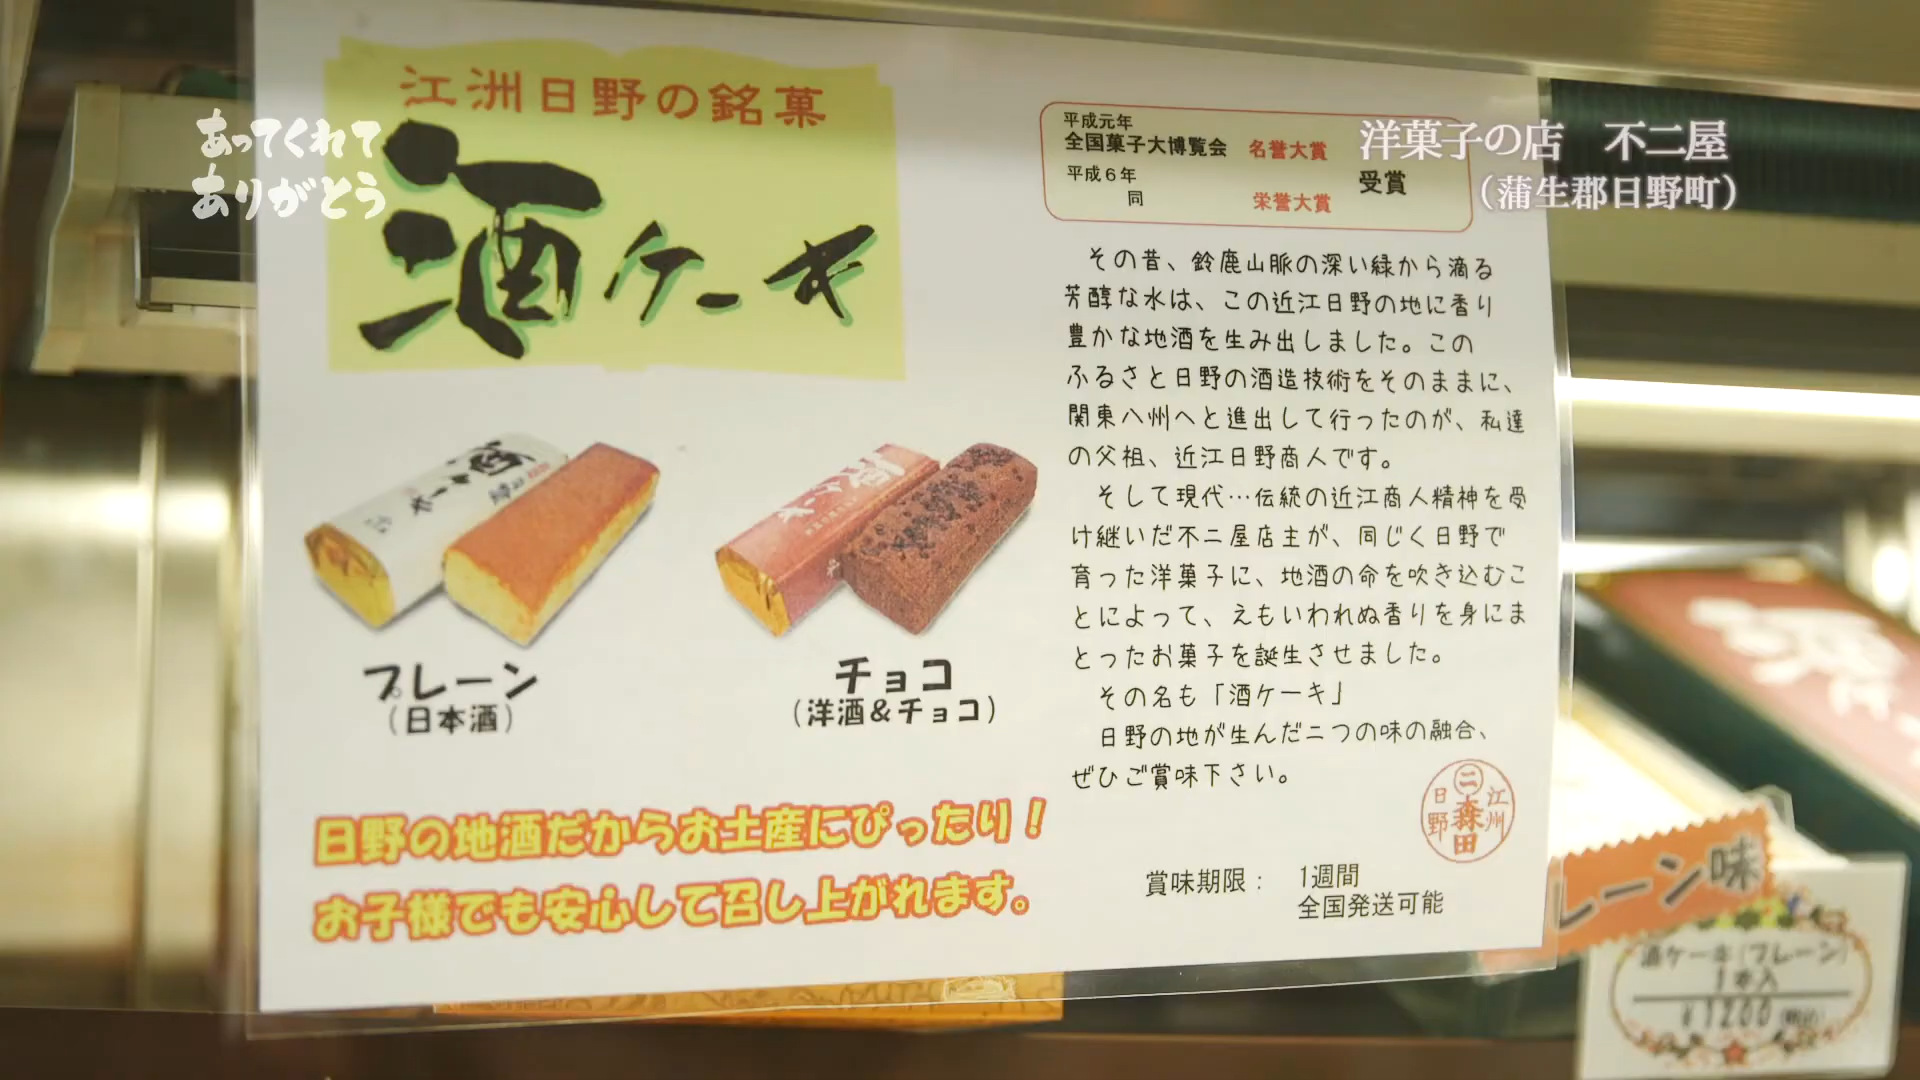 あってくれて
ありがとう
洋菓子の店 不二屋
（蒲生郡日野町）
江洲日野の銘菓
酒ケーキ
平成元年
全国菓子大博覧会 名誉大賞
平成6年
同 栄誉大賞
受賞
その昔、鈴鹿山脈の深い緑から滴る
芳醇な水は、この近江日野の地に香り
豊かな地酒を生み出しました。この
ふるさと日野の酒造技術をそのままに、
関東八州へと進出して行ったのが、私達
の父祖、近江日野商人です。
そして現代…伝統の近江商人精神を受
け継いだ不二屋店主が、同じく日野で
育った洋菓子に、地酒の命を吹き込むこ
とによって、えもいわれぬ香りを身にま
とったお菓子を誕生させました。
その名も「酒ケーキ」
日野の地が生んだ二つの味の融合、
ぜひご賞味下さい。
プレーン
（日本酒）
チョコ
（洋酒&チョコ）
日野の地酒だからお土産にぴったり！
お子様でも安心して召し上がれます。
賞味期限： 1週間
全国発送可能
江州
日野
二
森田
レーン味
酒ケーキ(プレーン)
1本入
¥1200